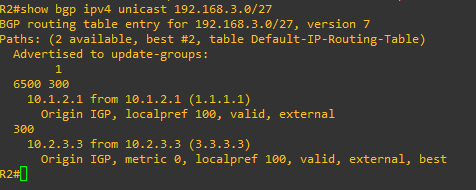 R2#show bgp ipv4 unicast 192.168.3.0/27
BGP routing table entry for 192.168.3.0/27, version 7
Paths: (2 available, best #2, table Default-IP-Routing-Table)
  Advertised to update-groups:
        1
  6500 300
    10.1.2.1 from 10.1.2.1 (1.1.1.1)
      Origin IGP, localpref 100, valid, external
  300
    10.2.3.3 from 10.2.3.3 (3.3.3.3)
      Origin IGP, metric 0, localpref 100, valid, external, best
R2#